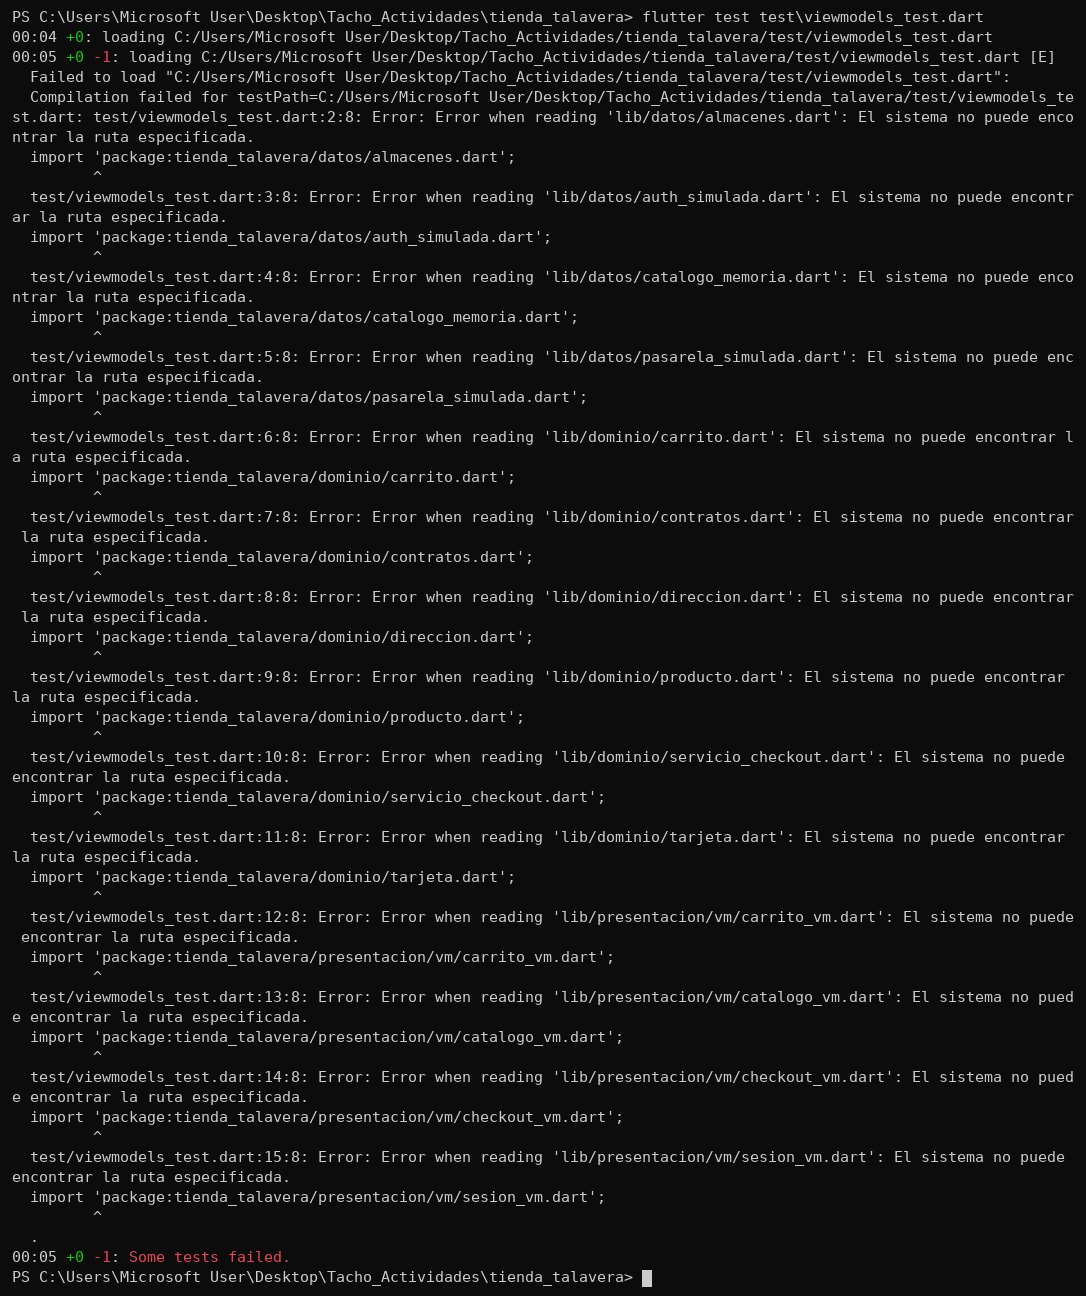 PS C:\Users\Microsoft User\Desktop\Tacho_Actividades\tienda_talavera> flutter test test\viewmodels_test.dart
00:04 +0: loading C:/Users/Microsoft User/Desktop/Tacho_Actividades/tienda_talavera/test/viewmodels_test.dart
00:05 +0 -1: loading C:/Users/Microsoft User/Desktop/Tacho_Actividades/tienda_talavera/test/viewmodels_test.dart [E]
  Failed to load "C:/Users/Microsoft User/Desktop/Tacho_Actividades/tienda_talavera/test/viewmodels_test.dart":
  Compilation failed for testPath=C:/Users/Microsoft User/Desktop/Tacho_Actividades/tienda_talavera/test/viewmodels_te
st.dart: test/viewmodels_test.dart:2:8: Error: Error when reading 'lib/datos/almacenes.dart': El sistema no puede enco
ntrar la ruta especificada.
  import 'package:tienda_talavera/datos/almacenes.dart';
         ^
  test/viewmodels_test.dart:3:8: Error: Error when reading 'lib/datos/auth_simulada.dart': El sistema no puede encontr
ar la ruta especificada.
  import 'package:tienda_talavera/datos/auth_simulada.dart';
         ^
  test/viewmodels_test.dart:4:8: Error: Error when reading 'lib/datos/catalogo_memoria.dart': El sistema no puede enco
ntrar la ruta especificada.
  import 'package:tienda_talavera/datos/catalogo_memoria.dart';
         ^
  test/viewmodels_test.dart:5:8: Error: Error when reading 'lib/datos/pasarela_simulada.dart': El sistema no puede enc
ontrar la ruta especificada.
  import 'package:tienda_talavera/datos/pasarela_simulada.dart';
         ^
  test/viewmodels_test.dart:6:8: Error: Error when reading 'lib/dominio/carrito.dart': El sistema no puede encontrar l
a ruta especificada.
  import 'package:tienda_talavera/dominio/carrito.dart';
         ^
  test/viewmodels_test.dart:7:8: Error: Error when reading 'lib/dominio/contratos.dart': El sistema no puede encontrar
 la ruta especificada.
  import 'package:tienda_talavera/dominio/contratos.dart';
         ^
  test/viewmodels_test.dart:8:8: Error: Error when reading 'lib/dominio/direccion.dart': El sistema no puede encontrar
 la ruta especificada.
  import 'package:tienda_talavera/dominio/direccion.dart';
         ^
  test/viewmodels_test.dart:9:8: Error: Error when reading 'lib/dominio/producto.dart': El sistema no puede encontrar
la ruta especificada.
  import 'package:tienda_talavera/dominio/producto.dart';
         ^
  test/viewmodels_test.dart:10:8: Error: Error when reading 'lib/dominio/servicio_checkout.dart': El sistema no puede
encontrar la ruta especificada.
  import 'package:tienda_talavera/dominio/servicio_checkout.dart';
         ^
  test/viewmodels_test.dart:11:8: Error: Error when reading 'lib/dominio/tarjeta.dart': El sistema no puede encontrar
la ruta especificada.
  import 'package:tienda_talavera/dominio/tarjeta.dart';
         ^
  test/viewmodels_test.dart:12:8: Error: Error when reading 'lib/presentacion/vm/carrito_vm.dart': El sistema no puede
 encontrar la ruta especificada.
  import 'package:tienda_talavera/presentacion/vm/carrito_vm.dart';
         ^
  test/viewmodels_test.dart:13:8: Error: Error when reading 'lib/presentacion/vm/catalogo_vm.dart': El sistema no pued
e encontrar la ruta especificada.
  import 'package:tienda_talavera/presentacion/vm/catalogo_vm.dart';
         ^
  test/viewmodels_test.dart:14:8: Error: Error when reading 'lib/presentacion/vm/checkout_vm.dart': El sistema no pued
e encontrar la ruta especificada.
  import 'package:tienda_talavera/presentacion/vm/checkout_vm.dart';
         ^
  test/viewmodels_test.dart:15:8: Error: Error when reading 'lib/presentacion/vm/sesion_vm.dart': El sistema no puede
encontrar la ruta especificada.
  import 'package:tienda_talavera/presentacion/vm/sesion_vm.dart';
         ^
  .
00:05 +0 -1: Some tests failed.
PS C:\Users\Microsoft User\Desktop\Tacho_Actividades\tienda_talavera>